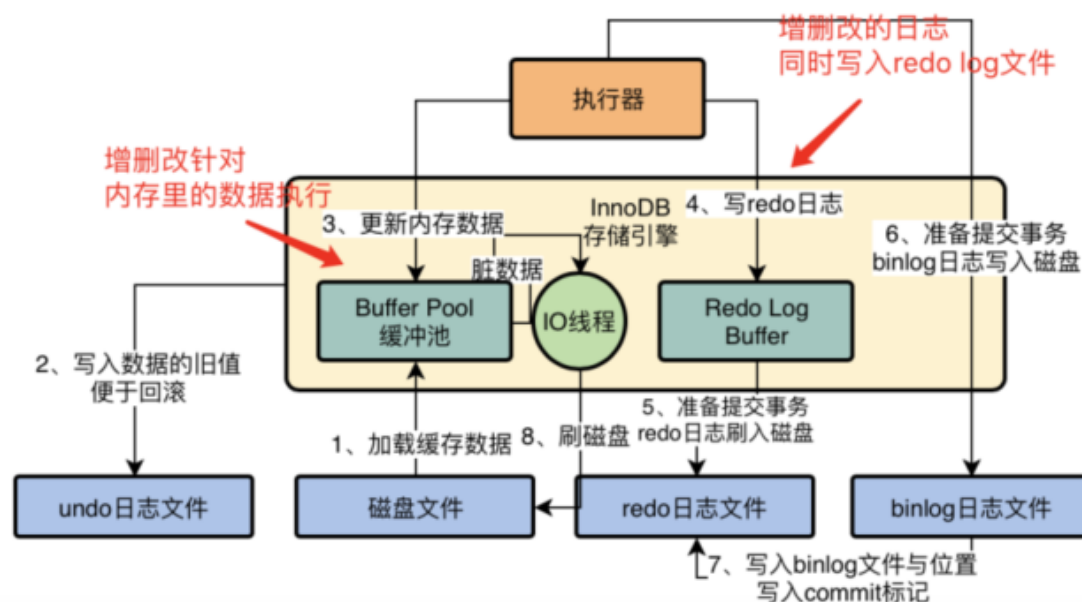 增删改的日志
同时写入redo log文件
执行器
增删改针对
内存里的数据执行
3、更新内存数据
InnoDB
存储引擎
4、写redo日志
6、准备提交事务
binlog日志写入磁盘
脏数据
Buffer Pool
缓冲池
IO线程
Redo Log
Buffer
2、写入数据的旧值
便于回滚
1、加载缓存数据
8、刷磁盘
5、准备提交事务
redo日志刷入磁盘
undo日志文件
磁盘文件
redo日志文件
binlog日志文件
7、写入binlog文件与位置
写入commit标记